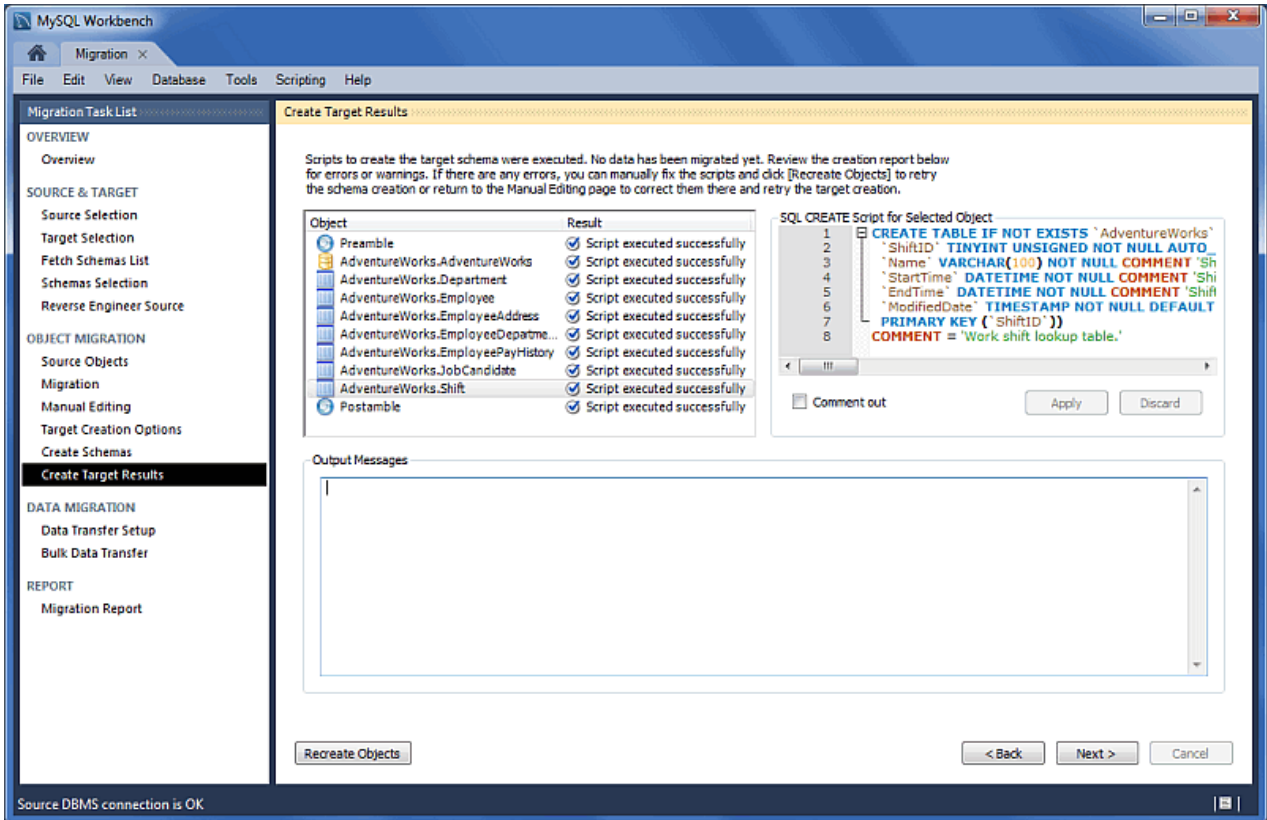 MySQL Workbench
Migration
File Edit View Database Tools Scripting Help
Migration Task List
OVERVIEW
Overview
SOURCE & TARGET
Source Selection
Target Selection
Fetch Schemas List
Schemas Selection
Reverse Engineer Source
OBJECT MIGRATION
Source Objects
Migration
Manual Editing
Target Creation Options
Create Schemas
Create Target Results
DATA MIGRATION
Data Transfer Setup
Bulk Data Transfer
REPORT
Migration Report
Create Target Results
Scripts to create the target schema were executed. No data has been migrated yet. Review the creation report below
for errors or warnings. If there are any errors, you can manually fix the scripts and click [Recreate Objects] to retry
the schema creation or return to the Manual Editing page to correct them there and retry the target creation.
Object Result
Preamble Script executed successfully
AdventureWorks.AdventureWorks Script executed successfully
AdventureWorks.Department Script executed successfully
AdventureWorks.Employee Script executed successfully
AdventureWorks.EmployeeAddress Script executed successfully
AdventureWorks.EmployeeDepartme... Script executed successfully
AdventureWorks.EmployeePayHistory Script executed successfully
AdventureWorks.JobCandidate Script executed successfully
AdventureWorks.Shift Script executed successfully
Postamble Script executed successfully
SQL CREATE Script for Selected Object
1 CREATE TABLE IF NOT EXISTS `AdventureWorks`
2 `ShiftID` TINYINT UNSIGNED NOT NULL AUTO_
3 `Name` VARCHAR(100) NOT NULL COMMENT 'Sh
4 `StartTime` DATETIME NOT NULL COMMENT 'Shi
5 `EndTime` DATETIME NOT NULL COMMENT 'Shift
6 `ModifiedDate` TIMESTAMP NOT NULL DEFAULT
7 PRIMARY KEY (`ShiftID`))
8 COMMENT = 'Work shift lookup table.'
Comment out Apply Discard
Output Messages
Recreate Objects < Back Next > Cancel
Source DBMS connection is OK